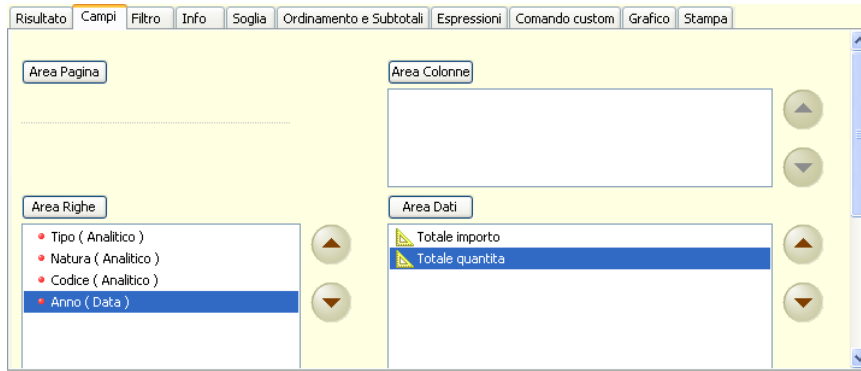 Risultato Campi Filtro Info Soglia Ordinamento e Subtotali Espressioni Comando custom Grafico Stampa
Area Pagina Area Colonne
Area Righe Area Dati
Tipo ( Analitico ) Totale importo
Natura ( Analitico ) Totale quantita
Codice ( Analitico )
Anno ( Data )